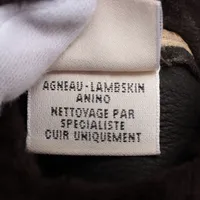 AGNEAU - LAMBSKIN
ANINO
NETTOYAGE PAR
SPECIALISTE
CUIR UNIQUEMENT